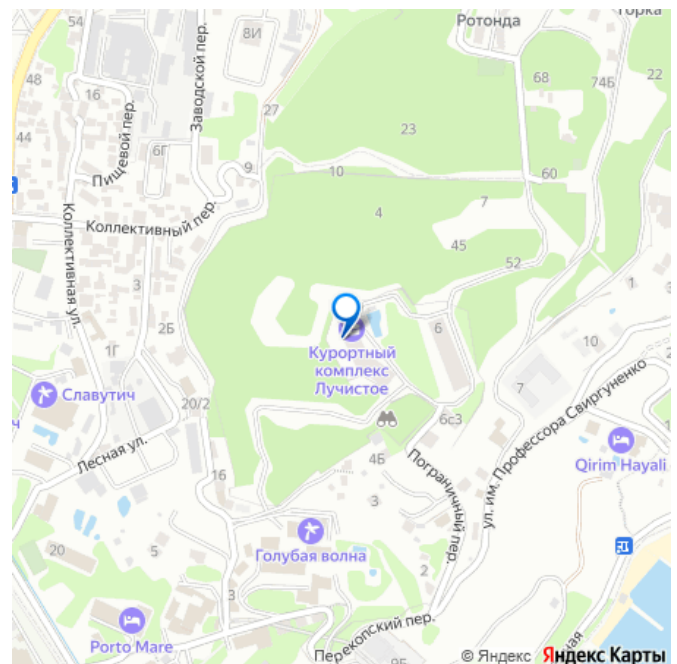 54
8И
Ротонда
Горка
22
48
16
68
74Б
Заводской пер.
27
44
6Г
23
Пищевой пер.
9
10
60
Коллективный пер.
4
7
Коллективная ул.
45
3
52
1
3
2Б
6
10
1Г
Курортный
комплекс
Лучистое
7
Славутич
20/2
6с3
ул. им. Профессора Свиргуненко
Лесная ул.
4Б
Qirim Hayali
16
Пограничный пер.
3
20
5
Голубая волна
2
3
Porto Mare
Перекопский пер.
9Б
ная
© Яндекс Яндекс Карты